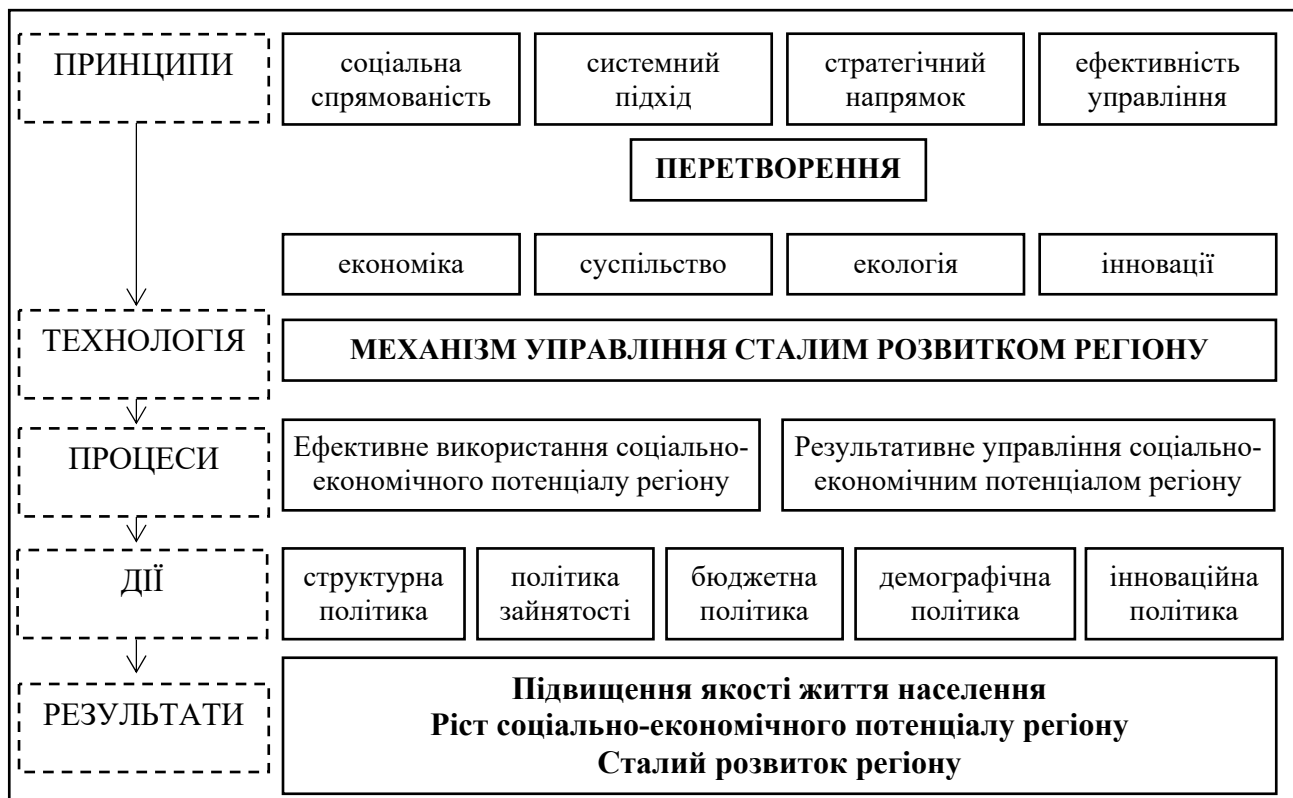 ПРИНЦИПИ
соціальна
спрямованість
системний
підхід
стратегічний
напрямок
ефективність
управління
ПЕРЕТВОРЕННЯ
економіка
суспільство
екологія
інновації
ТЕХНОЛОГІЯ
МЕХАНІЗМ УПРАВЛІННЯ СТАЛИМ РОЗВИТКОМ РЕГІОНУ
ПРОЦЕСИ
Ефективне використання соціально-
економічного потенціалу регіону
Результативне управління соціально-
економічним потенціалом регіону
ДІЇ
структурна
політика
політика
зайнятості
бюджетна
політика
демографічна
політика
інноваційна
політика
РЕЗУЛЬТАТИ
Підвищення якості життя населення
Ріст соціально-економічного потенціалу регіону
Сталий розвиток регіону